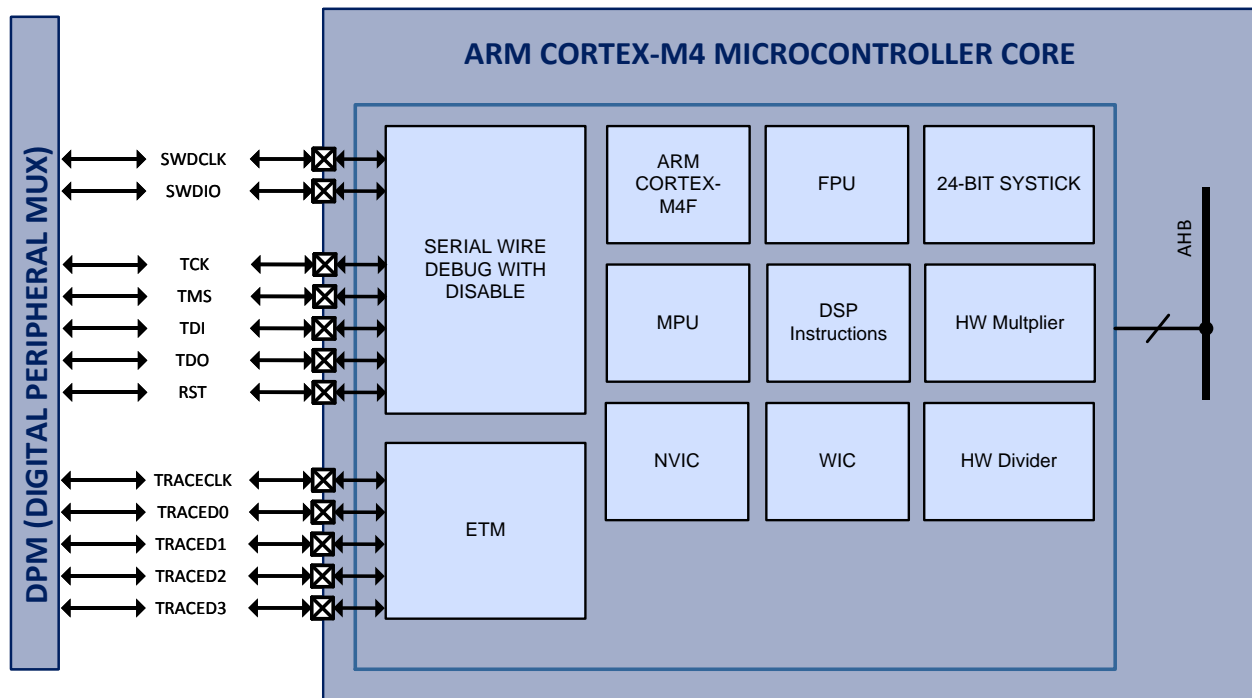 ARM CORTEX-M4 MICROCONTROLLER CORE
DPM (DIGITAL PERIPHERAL MUX)
SWDCLK
SWDIO
TCK
TMS
TDI
TDO
RST
TRACECLK
TRACED0
TRACED1
TRACED2
TRACED3
SERIAL WIRE
DEBUG WITH
DISABLE
ETM
ARM
CORTEX-
M4F
FPU
24-BIT SYSTICK
MPU
DSP
Instructions
HW Multplier
NVIC
WIC
HW Divider
AHB